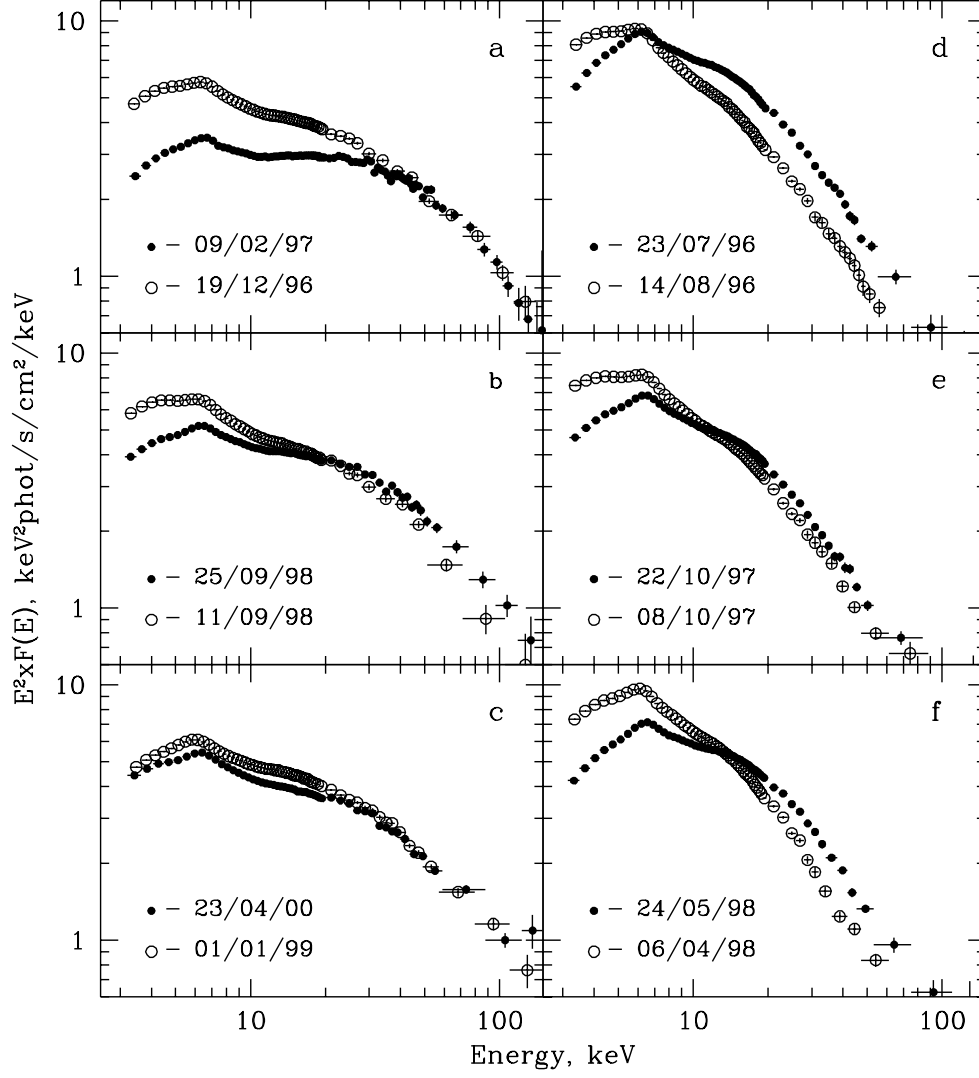 10
a
● – 09/02/97
○ – 19/12/96
1
d
● – 23/07/96
○ – 14/08/96
10
b
● – 25/09/98
○ – 11/09/98
1
e
● – 22/10/97
○ – 08/10/97
10
c
● – 23/04/00
○ – 01/01/99
1
f
● – 24/05/98
○ – 06/04/98
10 100 10 100
Energy, keV
E²xF(E), keV²phot/s/cm²/keV